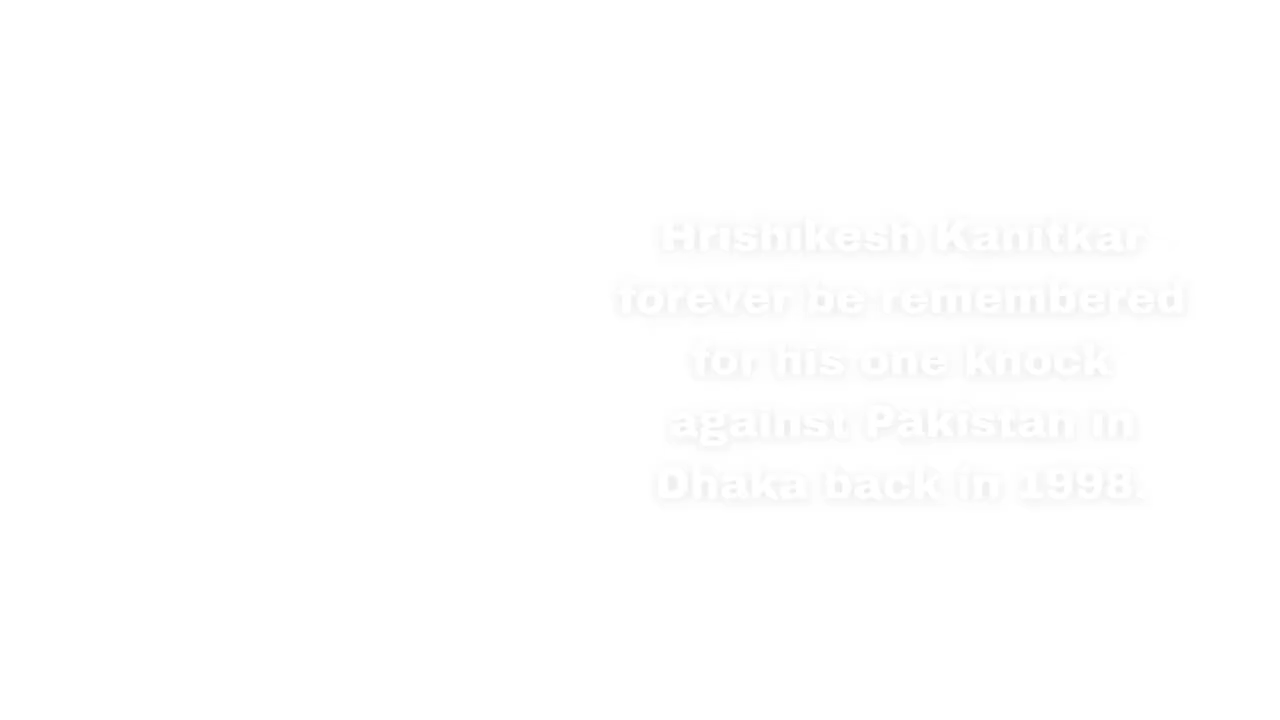 Hrishikesh Kanitkar
forever be remembered
for his one knock
against Pakistan in
Dhaka back in 1998.